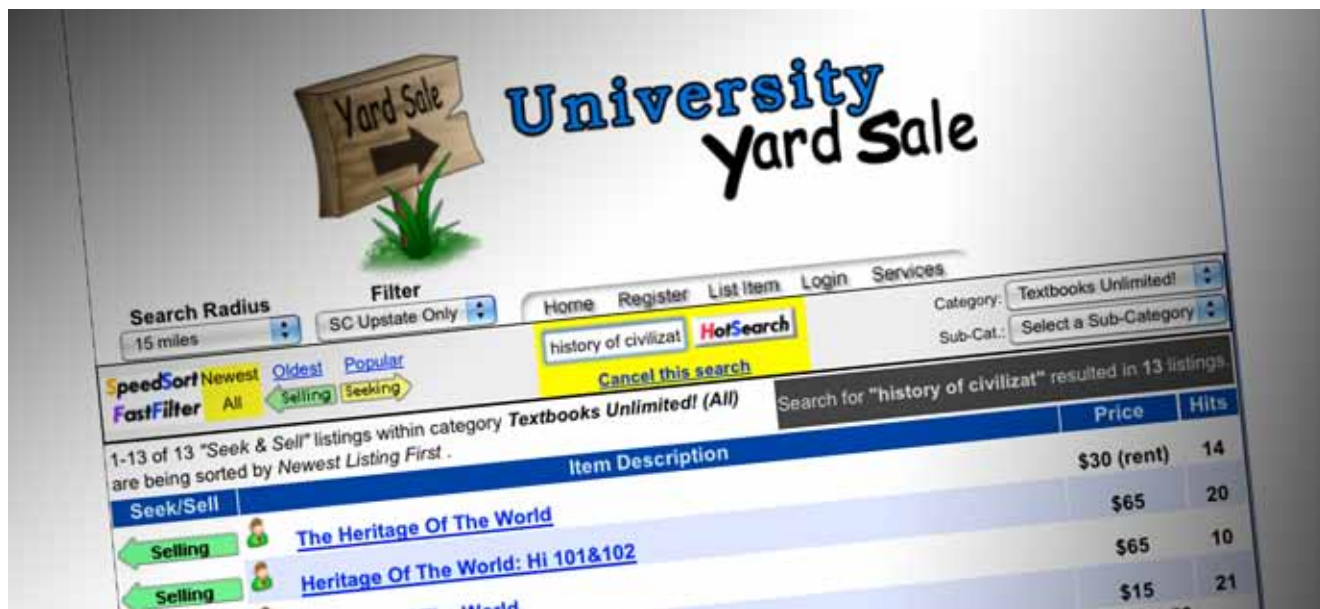 Yard Sale
University
Yard Sale
Search Radius
Filter
15 miles
SC Upstate Only
Home Register List Item Login Services
Category: Textbooks Unlimited!
Sub-Cat.: Select a Sub-Category
history of civilizat HotSearch
Cancel this search
SpeedSort Newest Oldest Popular
FastFilter All Selling Seeking
1-13 of 13 "Seek & Sell" listings within category Textbooks Unlimited! (All)
are being sorted by Newest Listing First .
Search for "history of civilizat" resulted in 13 listings.
Seek/Sell Item Description Price Hits
Selling The Heritage Of The World $30 (rent) 14
Selling Heritage Of The World: Hi 101&102 $65 20
World $65 10
$15 21